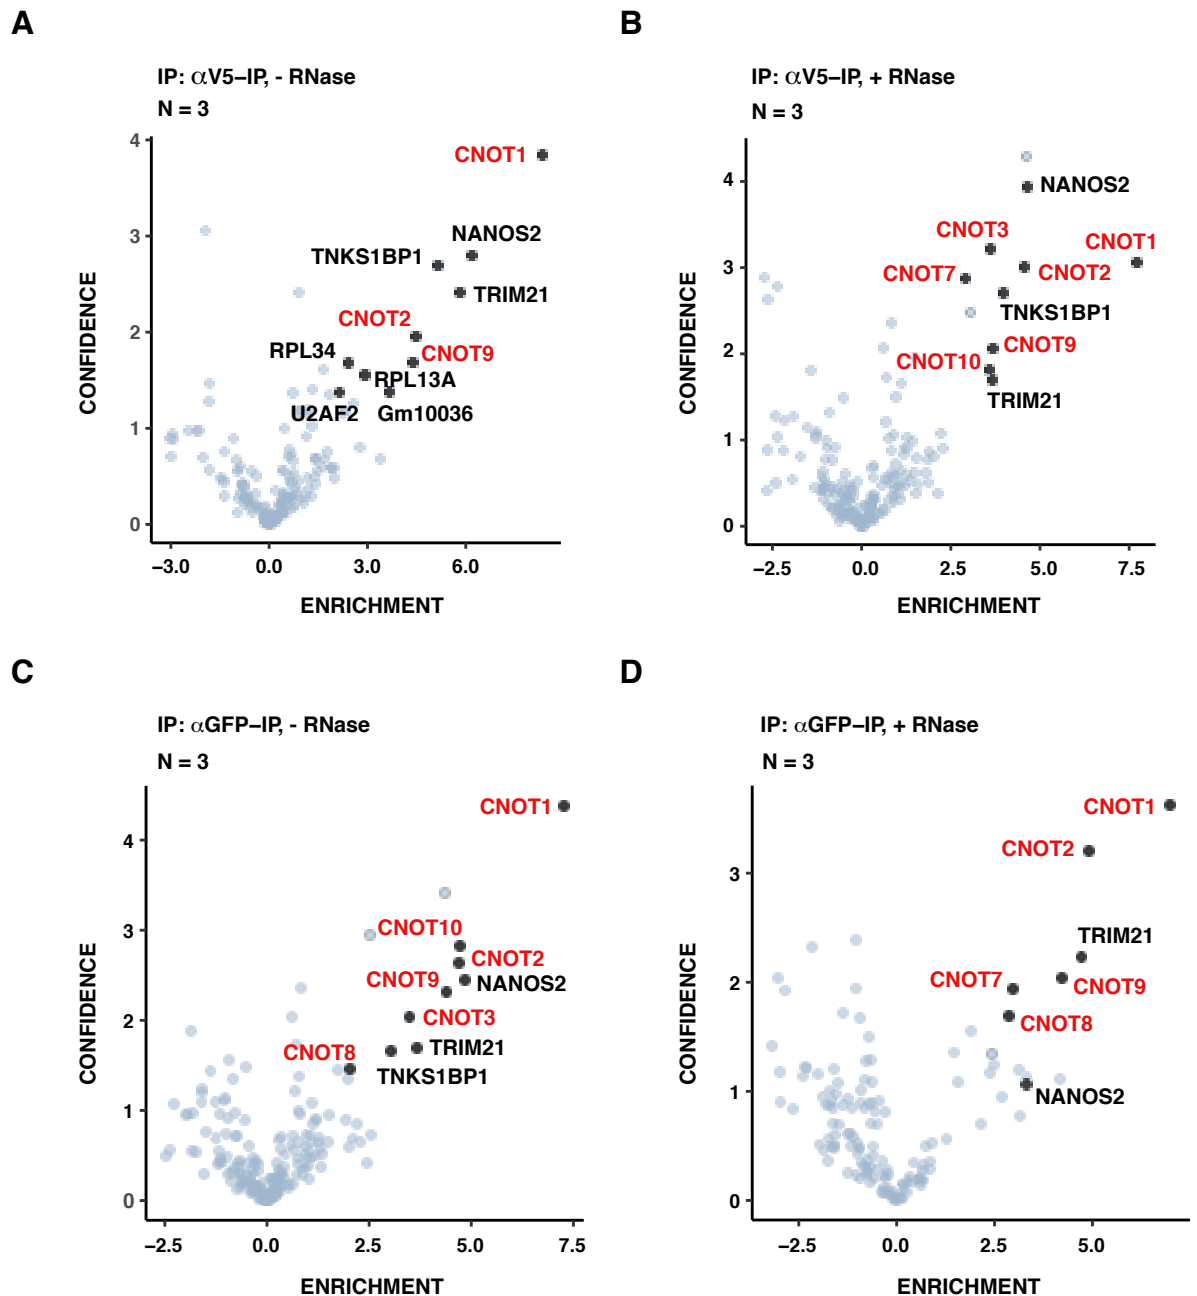 A
IP: αV5–IP, - RNase
N = 3
CONFIDENCE
4
3
2
1
0
CNOT1
NANOS2
TNKS1BP1
TRIM21
CNOT2
RPL34
CNOT9
RPL13A
U2AF2
Gm10036
−3.0
0.0
3.0
6.0
ENRICHMENT
B
IP: αV5–IP, + RNase
N = 3
CONFIDENCE
4
3
2
1
0
NANOS2
CNOT3
CNOT1
CNOT7
CNOT2
TNKS1BP1
CNOT9
CNOT10
TRIM21
−2.5
0.0
2.5
5.0
7.5
ENRICHMENT
C
IP: αGFP–IP, - RNase
N = 3
CONFIDENCE
4
3
2
1
0
CNOT1
CNOT10
CNOT2
CNOT9
NANOS2
CNOT3
CNOT8
TRIM21
TNKS1BP1
−2.5
0.0
2.5
5.0
7.5
ENRICHMENT
D
IP: αGFP–IP, + RNase
N = 3
CONFIDENCE
3
2
1
0
CNOT1
CNOT2
TRIM21
CNOT7
CNOT9
CNOT8
NANOS2
−2.5
0.0
2.5
5.0
ENRICHMENT